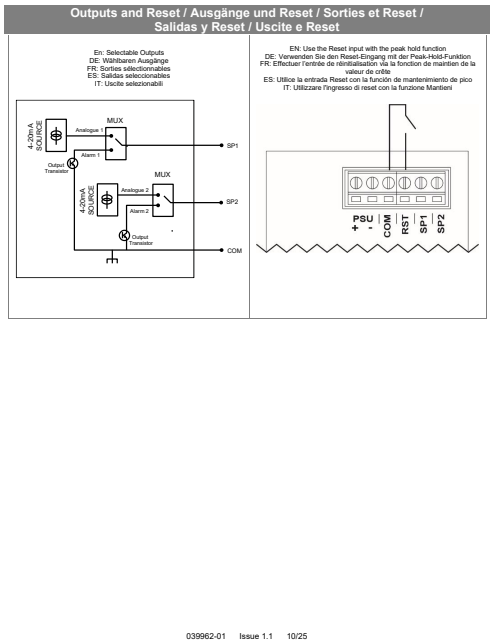 Outputs and Reset / Ausgänge und Reset / Sorties et Reset /
Salidas y Reset / Uscite e Reset
En: Selectable Outputs
DE: Wählbaren Ausgänge
FR: Sorties sélectionnables
ES: Salidas seleccionables
IT: Uscite selezionabili
MUX
4-20mA
SOURCE
Analogue 1
Alarm 1
SP1
Output
Transistor
MUX
4-20mA
SOURCE
Analogue 2
Alarm 2
SP2
Output
Transistor
COM
EN: Use the Reset input with the peak hold function
DE: Verwenden Sie den Reset-Eingang mit der Peak-Hold-Funktion
FR: Effectuer l'entrée de réinitialisation via la fonction de maintien de la
valeur de crête
ES: Utilice la entrada Reset con la función de mantenimiento de pico
IT: Utilizzare l'ingresso di reset con la funzione Mantieni
PSU
+ -
COM
RST
SP1
SP2
039962-01 Issue 1.1 10/25